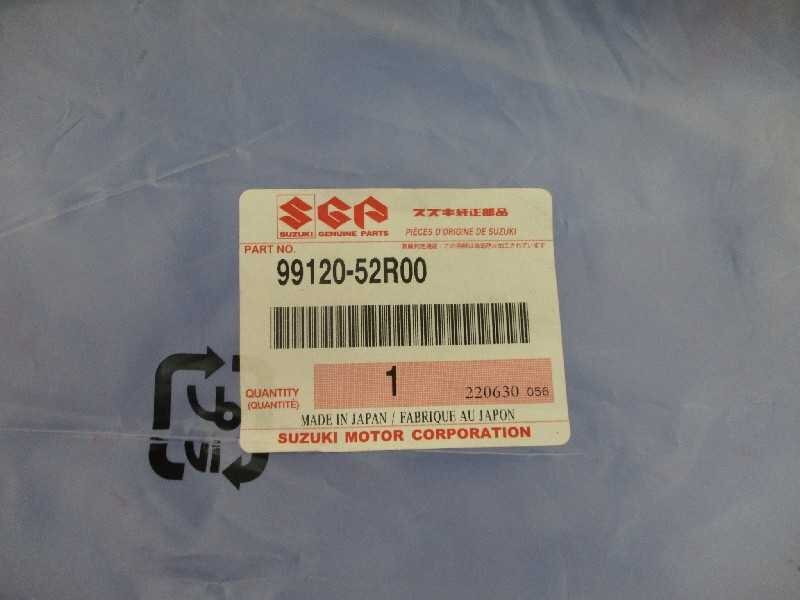 SGP
SUZUKI GENUINE PARTS
スズキ純正部品
PIÈCES D'ORIGINE DE SUZUKI
PART NO.
99120-52R00
1
QUANTITY
(QUANTITÉ)
220630 056
MADE IN JAPAN / FABRIQUE AU JAPON
SUZUKI MOTOR CORPORATION